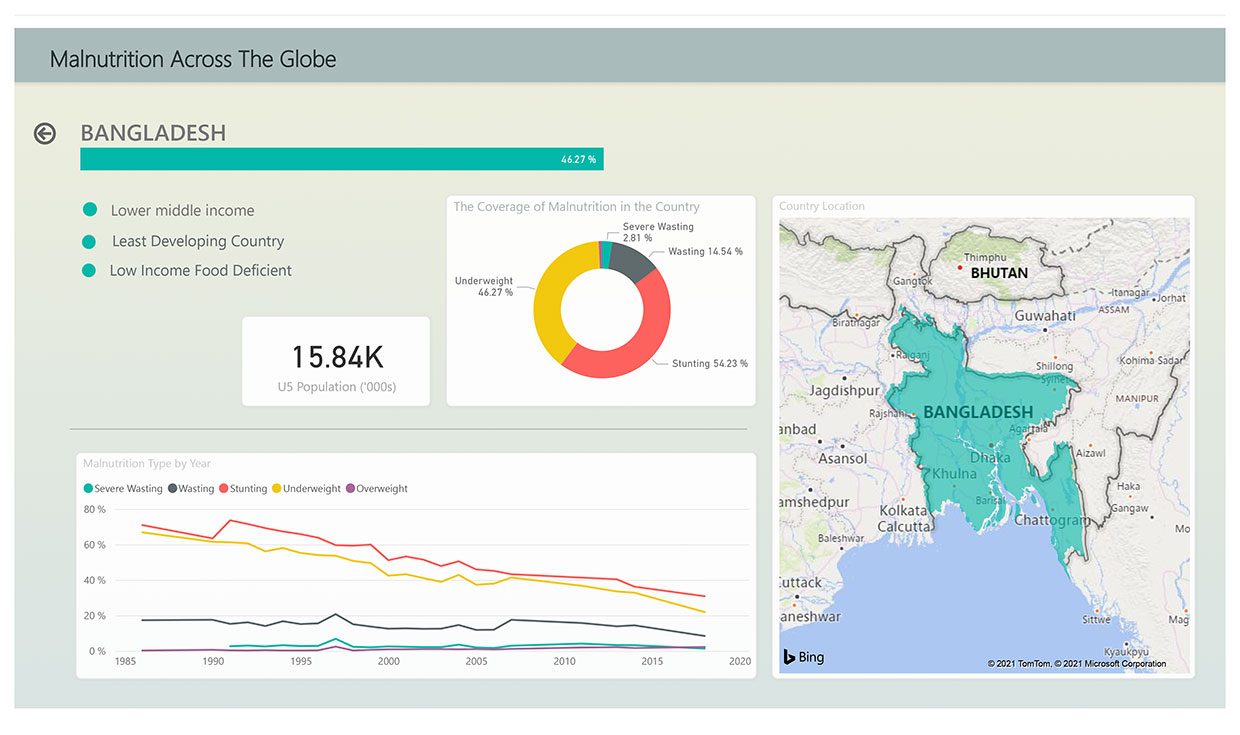 Malnutrition Across The Globe
BANGLADESH
46.27 %
Lower middle income
Least Developing Country
Low Income Food Deficient
15.84K
U5 Population ('000s)
The Coverage of Malnutrition in the Country
Severe Wasting
2.81 %
Wasting 14.54 %
Underweight
46.27 %
Stunting 54.23 %
Malnutrition Type by Year
Severe Wasting Wasting Stunting Underweight Overweight
80 %
60 %
40 %
20 %
0 %
1985 1990 1995 2000 2005 2010 2015 2020
Country Location
Thimphu
BHUTAN
Gangtok
Itanagar
Jorhat
ASSAM
Guwahati
Biratnagar
Raiganj
Shillong
Kohima Sadar
Sylhet
Jagdishpur
MANIPUR
Rajshahi
BANGLADESH
anbad
Agartala
Asansol
Dhaka
Aizawl
Khulna
Haka
amshedpur
Barisal
Gangaw
Kolkata
Calcutta
Chattogram
Mo
Baleshwar
Cuttack
aneshwar
Sittwe
Mag
Kyaukpyu
Bing
© 2021 TomTom, © 2021 Microsoft Corporation